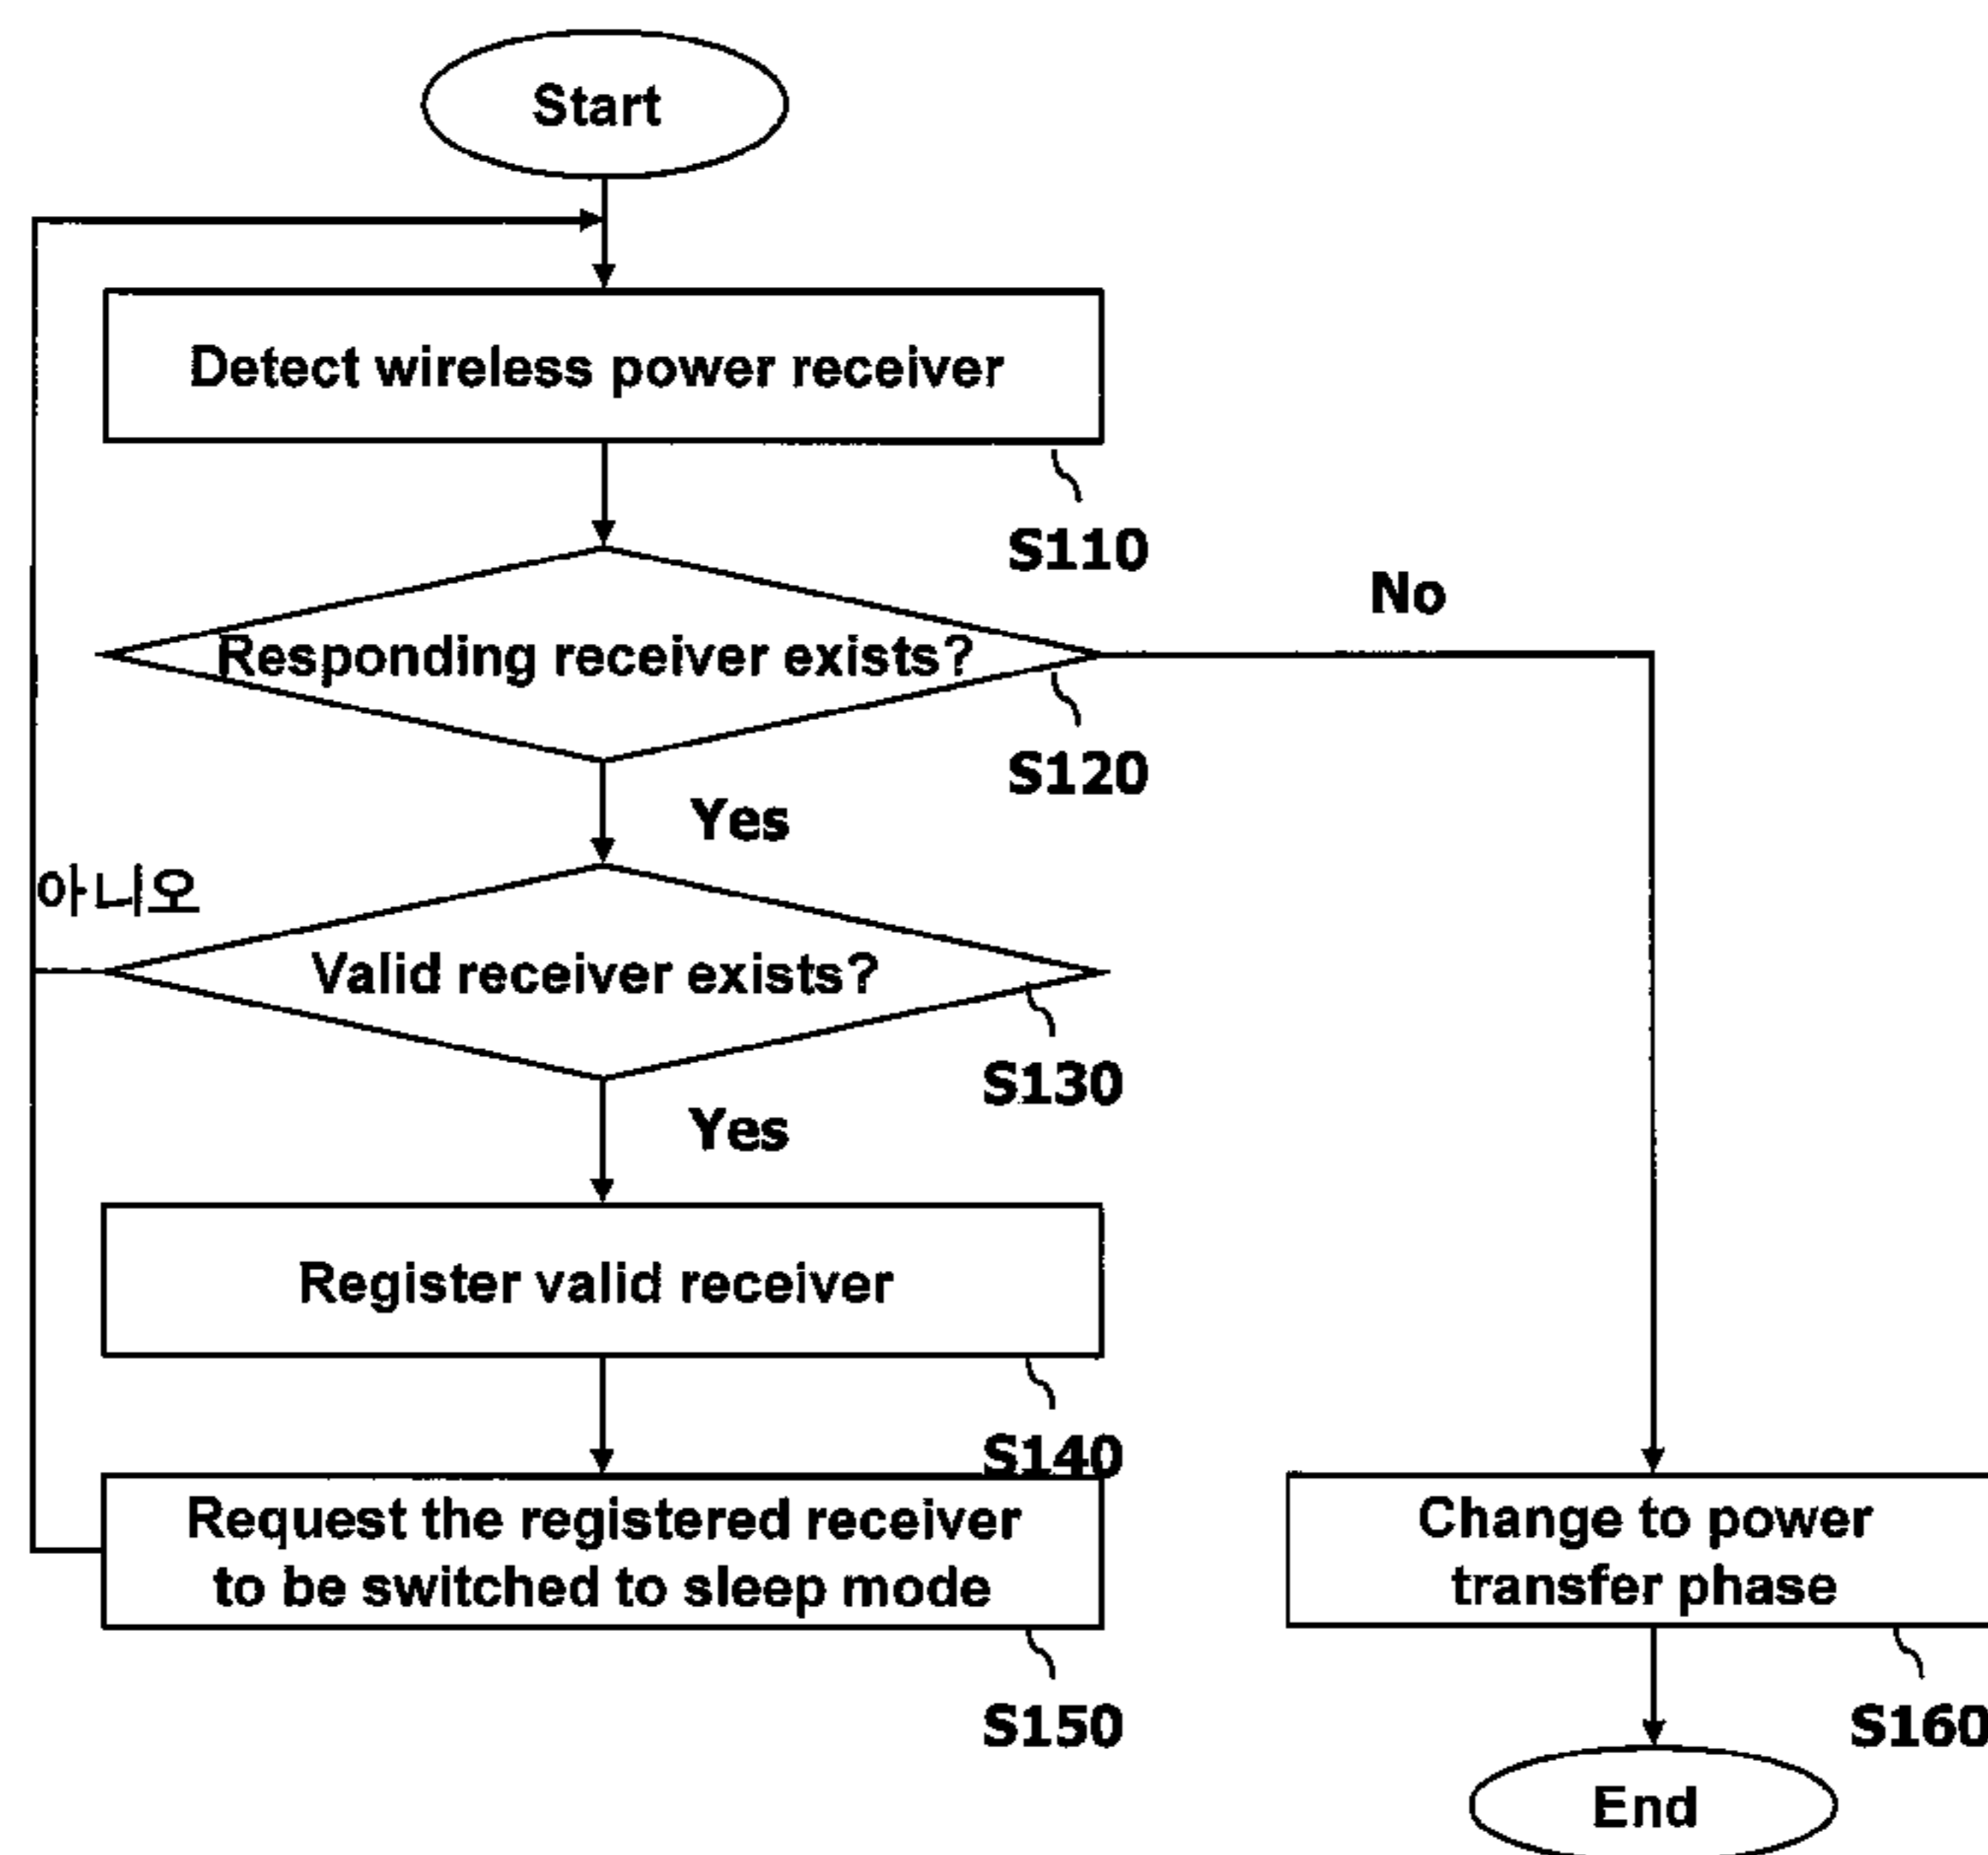 Start
Detect wireless power receiver
S110
No
Responding receiver exists?
S120
Yes
아니오
Valid receiver exists?
S130
Yes
Register valid receiver
S140
Request the registered receiver
to be switched to sleep mode
S150
Change to power
transfer phase
S160
End